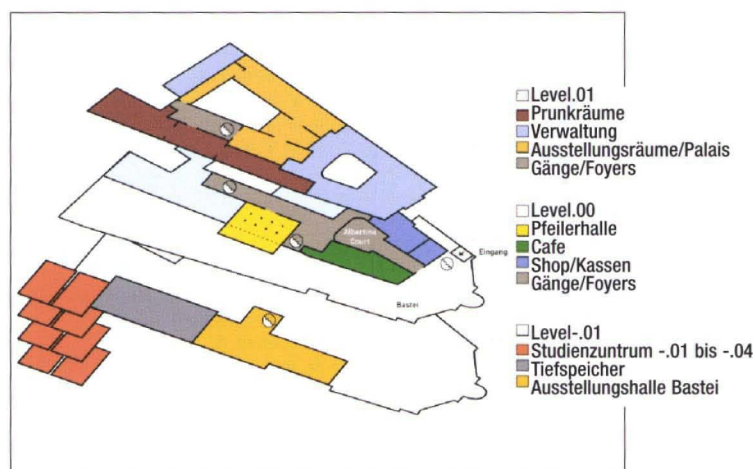 Level.01
Prunkräume
Verwaltung
Ausstellungsräume/Palais
Gänge/Foyers
Level.00
Pfeilerhalle
Cafe
Shop/Kassen
Gänge/Foyers
Albertina
Court
Eingang
Bastei
Level-.01
Studienzuntrum -.01 bis -.04
Tiefspeicher
Ausstellungshalle Bastei